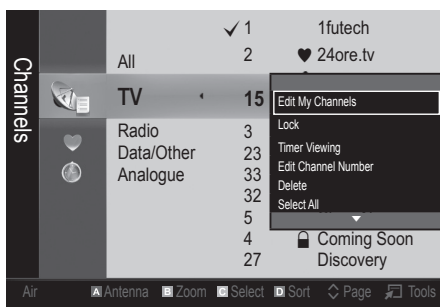 Channels
All
TV
Radio
Data/Other
Analogue
1 1futech
2 24ore.tv
15
3
23
33
32
5
4 Coming Soon
27 Discovery
Edit My Channels
Lock
Timer Viewing
Edit Channel Number
Delete
Select All
Air A Antenna B Zoom C Select D Sort Page Tools